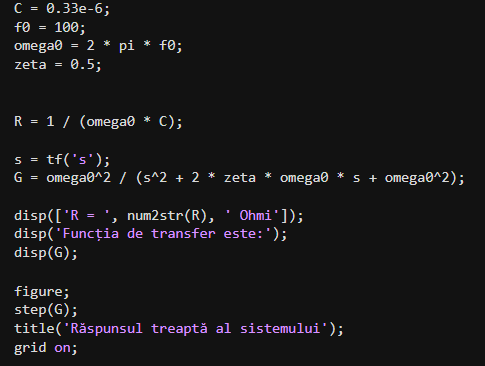 C = 0.33e-6;
f0 = 100;
omega0 = 2 * pi * f0;
zeta = 0.5;
R = 1 / (omega0 * C);
s = tf('s');
G = omega0^2 / (s^2 + 2 * zeta * omega0 * s + omega0^2);
disp(['R = ', num2str(R), ' Ohmi']);
disp('Funcția de transfer este:');
disp(G);
figure;
step(G);
title('Răspunsul treaptă al sistemului');
grid on;